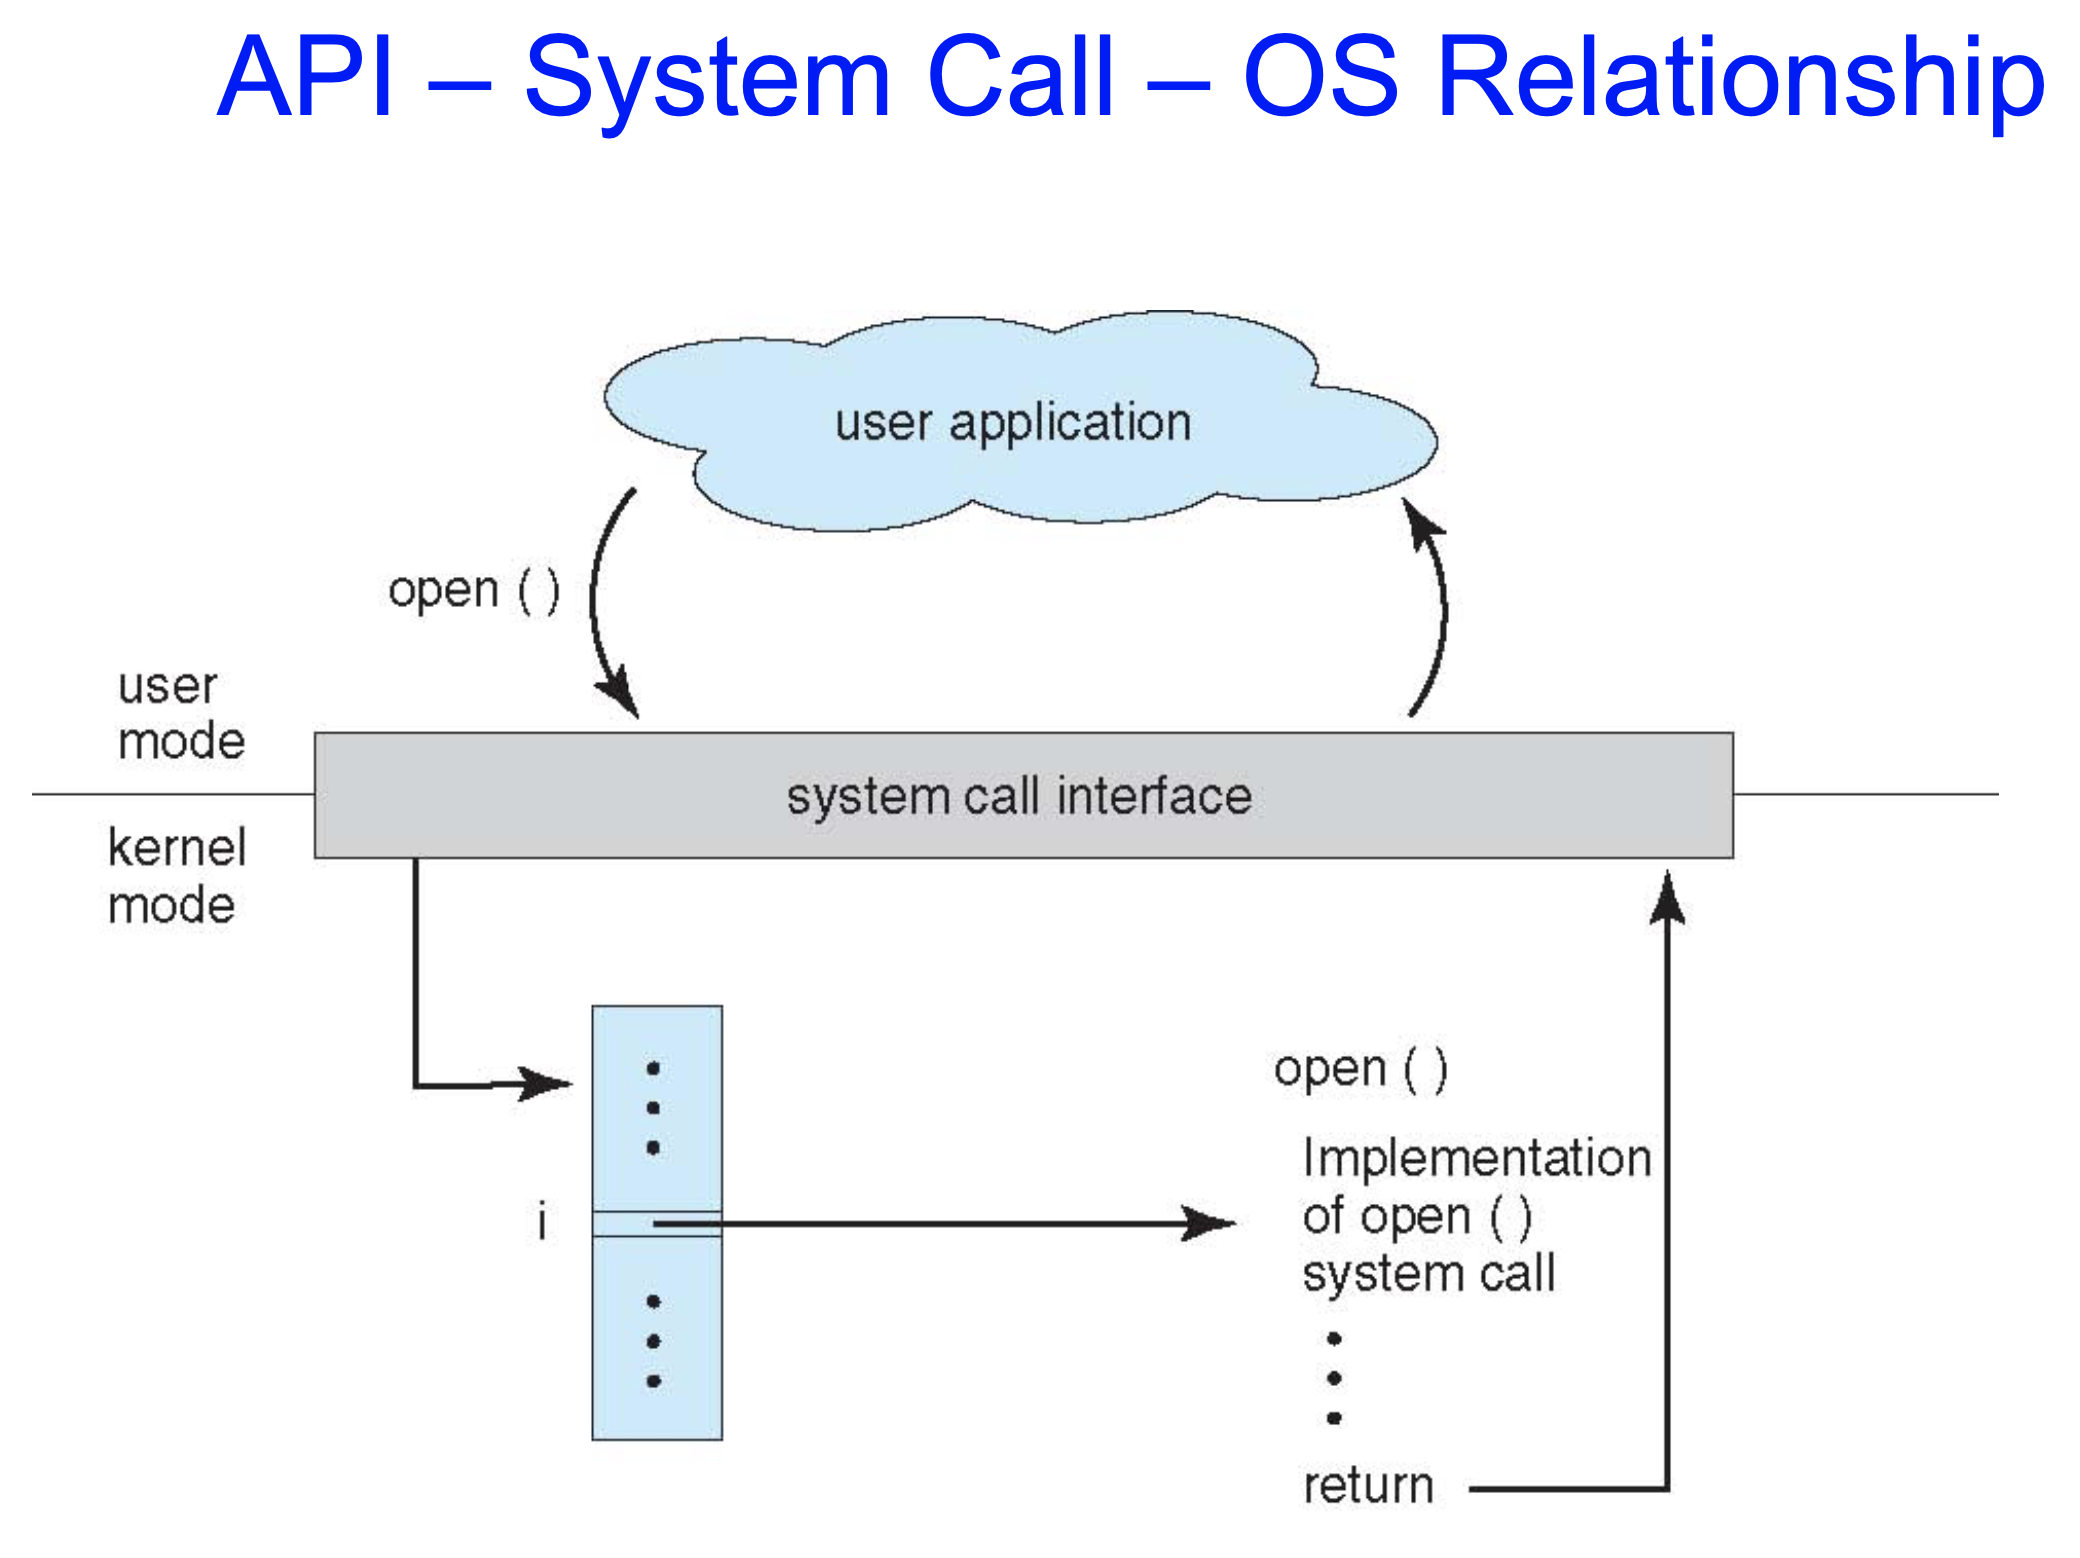 API – System Call – OS Relationship
user application
open ( )
user
mode
system call interface
kernel
mode
open ( )
Implementation
of open ( )
system call
i
return